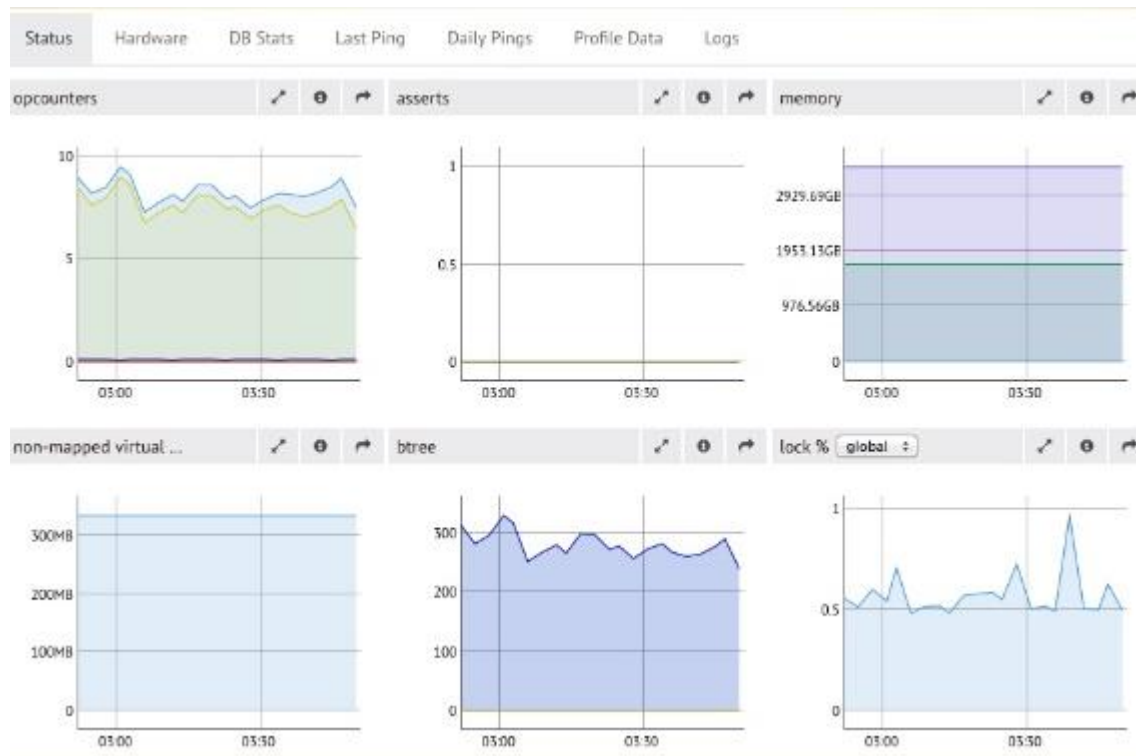 Status Hardware DB Stats Last Ping Daily Pings Profile Data Logs
opcounters asserts memory
10
5
0
03:00 03:30
1
0.5
0
03:00 03:30
2929.69GB
1953.13GB
976.56GB
0
03:00 03:30
non-mapped virtual ... btree lock % global
300MB
200MB
100MB
0
03:00 03:30
300
200
100
0
03:00 03:30
1
0.5
0
03:00 03:30